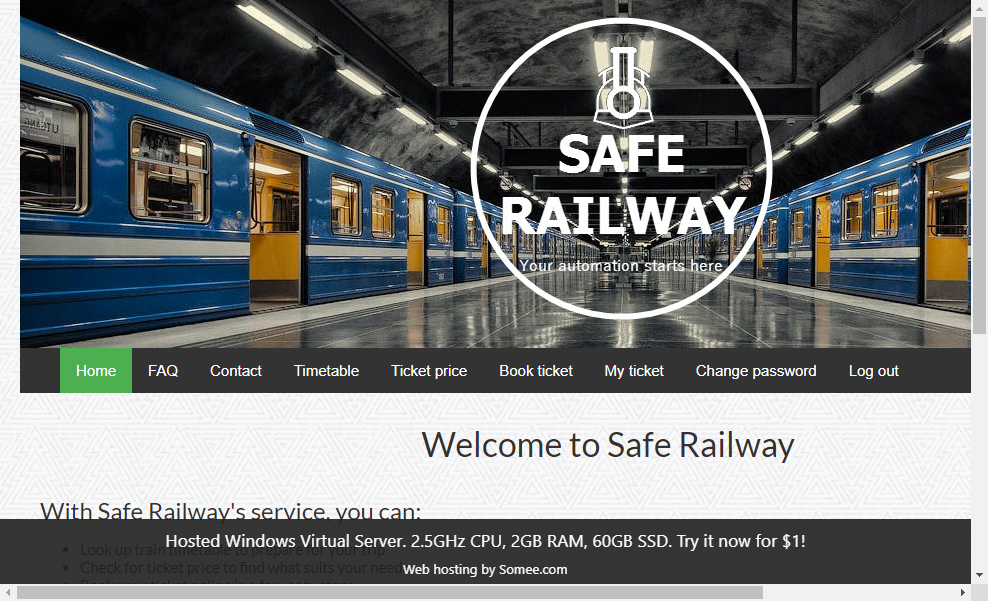 SAFE
RAILWAY
Your automation starts here
Home FAQ Contact Timetable Ticket price Book ticket My ticket Change password Log out
Welcome to Safe Railway
With Safe Railway's service, you can:
Hosted Windows Virtual Server. 2.5GHz CPU, 2GB RAM, 60GB SSD. Try it now for $1!
Look up train timetable to prepare for your trip
Check for ticket price to find what suits your need
Web hosting by Somee.com